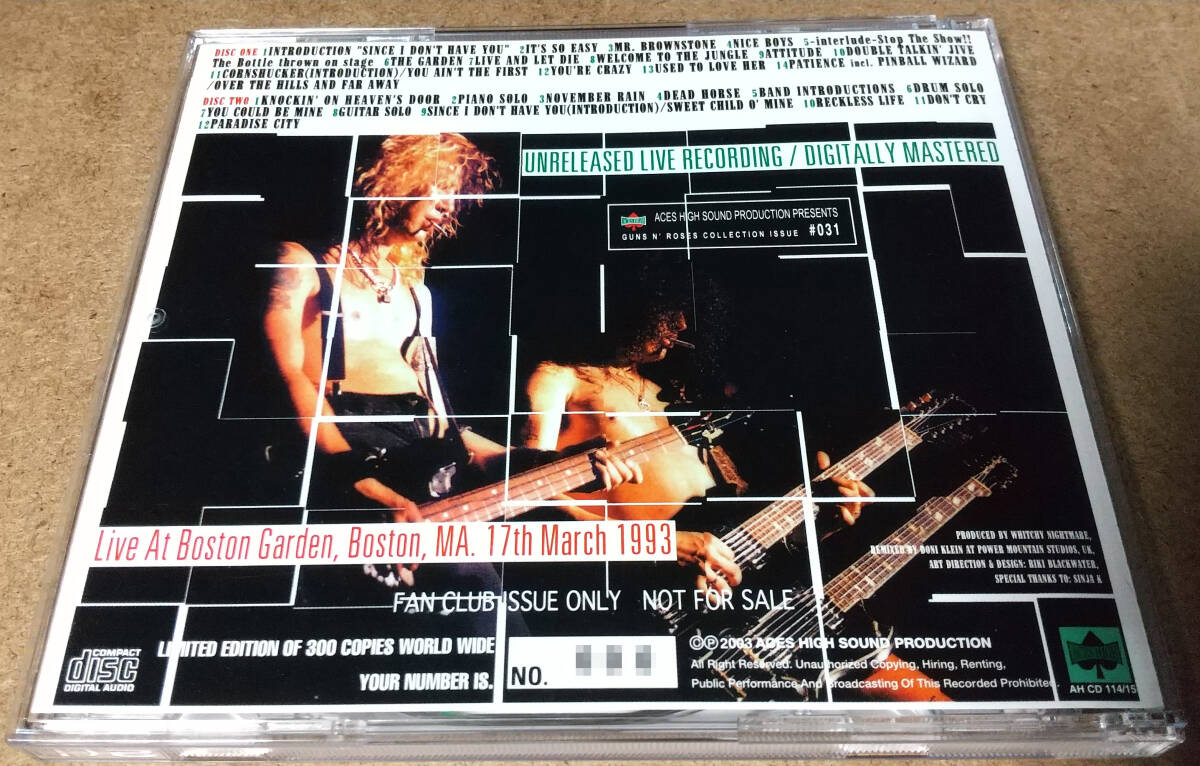 DISC ONE 1INTRODUCTION "SINCE I DON'T HAVE YOU" 2IT'S SO EASY 3MR. BROWNSTONE 4NICE BOYS 5-interlude-Stop The Show!!
The Bottle thrown on stage 6THE GARDEN 7LIVE AND LET DIE 8WELCOME TO THE JUNGLE 9ATTITUDE 10DOUBLE TALKIN' JIVE
11CORNSHUCKER(INTRODUCTION)/YOU AIN'T THE FIRST 12YOU'RE CRAZY 13USED TO LOVE HER 14PATIENCE incl. PINBALL WIZARD
/OVER THE HILLS AND FAR AWAY
DISC TWO 1KNOCKIN' ON HEAVEN'S DOOR 2PIANO SOLO 3NOVEMBER RAIN 4DEAD HORSE 5BAND INTRODUCTIONS 6DRUM SOLO
7YOU COULD BE MINE 8GUITAR SOLO 9SINCE I DON'T HAVE YOU(INTRODUCTION)/SWEET CHILD O' MINE 10RECKLESS LIFE 11DON'T CRY
12PARADISE CITY
UNRELEASED LIVE RECORDING / DIGITALLY MASTERED
ACES HIGH SOUND PRODUCTION PRESENTS
GUNS N' ROSES COLLECTION ISSUE #031
Live At Boston Garden, Boston, MA. 17th March 1993
PRODUCED BY WHITCHY NIGHTMARE,
REMIXED BY DONI KLEIN AT POWER MOUNTAIN STUDIOS, UK,
ART DIRECTION & DESIGN: RIKI BLACKWATER,
SPECIAL THANKS TO: SINJA K
FAN CLUB ISSUE ONLY NOT FOR SALE
LIMITED EDITION OF 300 COPIES WORLD WIDE
YOUR NUMBER IS.
NO.
©℗ 2003 ACES HIGH SOUND PRODUCTION
All Right Reserved. Unauthorized Copying, Hiring, Renting,
Public Performance And Broadcasting Of This Recorded Prohibited.
COMPACT
disc
DIGITAL AUDIO
AH CD 114/15